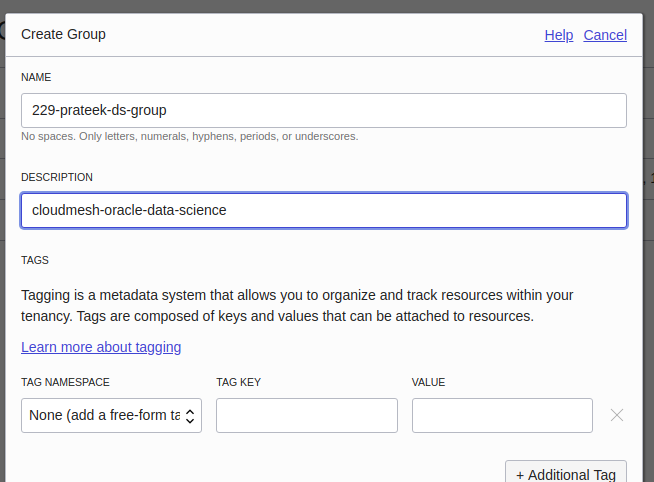 Create Group
Help Cancel
NAME
229-prateek-ds-group
No spaces. Only letters, numerals, hyphens, periods, or underscores.
DESCRIPTION
cloudmesh-oracle-data-science
TAGS
Tagging is a metadata system that allows you to organize and track resources within your
tenancy. Tags are composed of keys and values that can be attached to resources.
Learn more about tagging
TAG NAMESPACE TAG KEY VALUE
None (add a free-form ta
+ Additional Tag